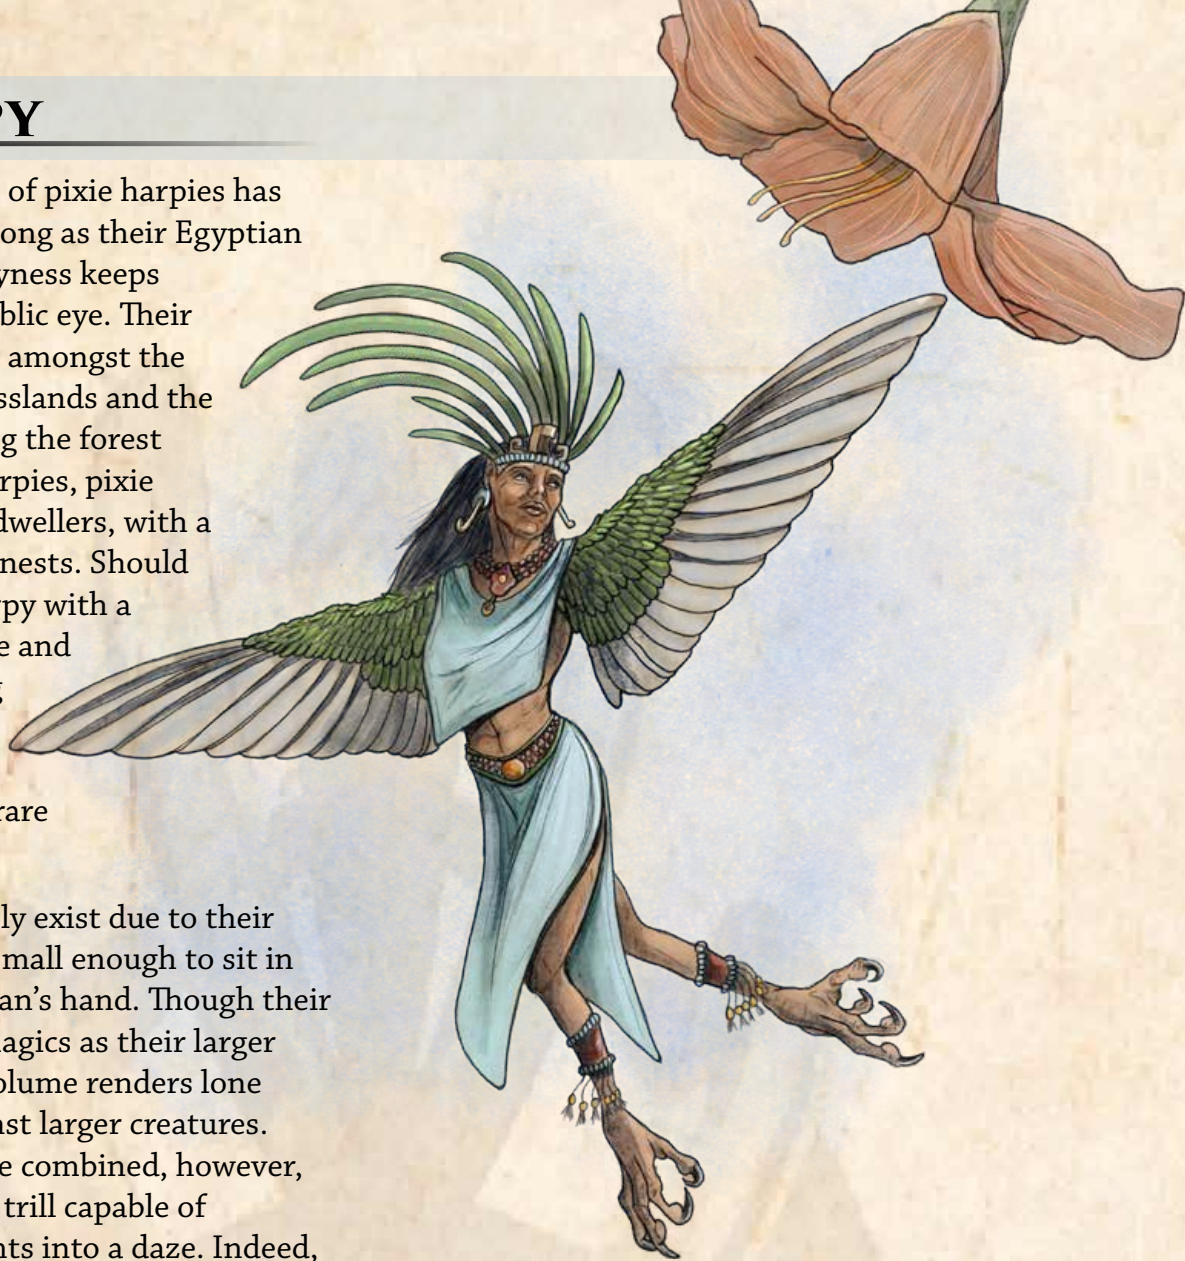 PY
of pixie harpies has
ong as their Egyptian
yness keeps
blic eye. Their
amongst the
sslands and the
g the forest
rpies, pixie
dwellers, with a
nests. Should
rpy with a
e and
g
rare
ly exist due to their
mall enough to sit in
an’s hand. Though their
agics as their larger
olume renders lone
nst larger creatures.
e combined, however,
trill capable of
nts into a daze. Indeed,